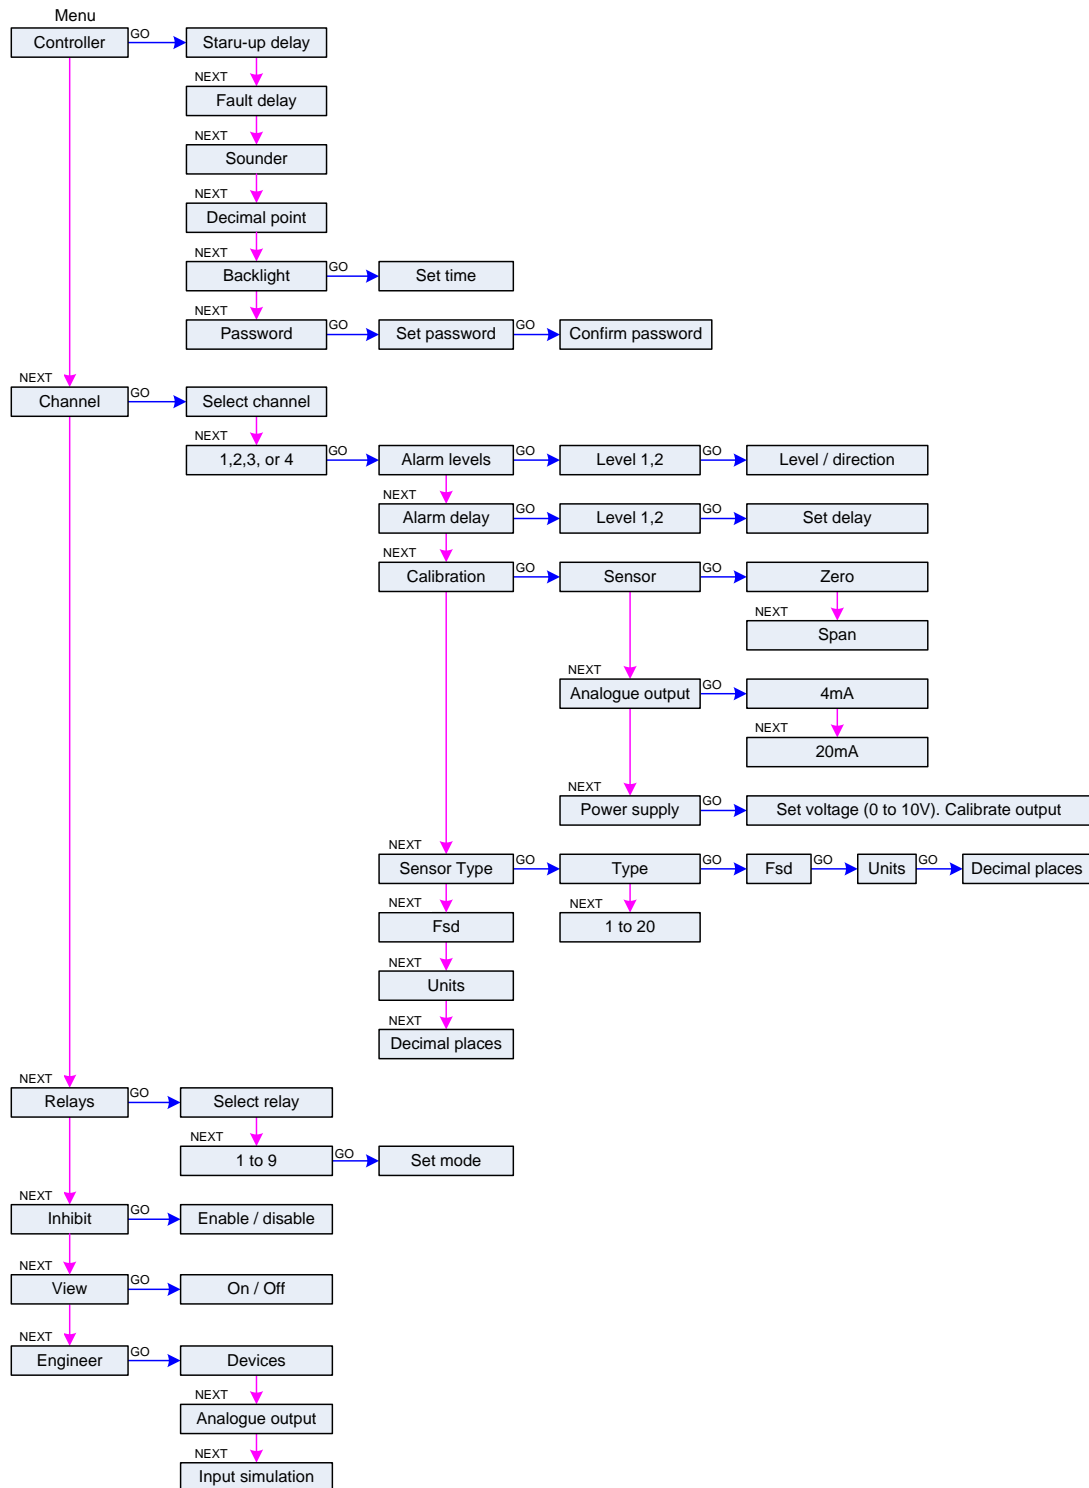 Menu
Controller GO Staru-up delay
NEXT
Fault delay
NEXT
Sounder
NEXT
Decimal point
NEXT
Backlight GO Set time
NEXT
Password GO Set password GO Confirm password
NEXT
Channel GO Select channel
NEXT
1,2,3, or 4 GO Alarm levels GO Level 1,2 GO Level / direction
NEXT
Alarm delay GO Level 1,2 GO Set delay
NEXT
Calibration GO Sensor GO Zero
NEXT
Span
NEXT
Analogue output GO 4mA
NEXT
20mA
NEXT
Power supply GO Set voltage (0 to 10V). Calibrate output
NEXT
Sensor Type GO Type GO Fsd GO Units GO Decimal places
NEXT NEXT
Fsd 1 to 20
NEXT
Units
NEXT
Decimal places
NEXT
Relays GO Select relay
NEXT
1 to 9 GO Set mode
NEXT
Inhibit GO Enable / disable
NEXT
View GO On / Off
NEXT
Engineer GO Devices
NEXT
Analogue output
NEXT
Input simulation